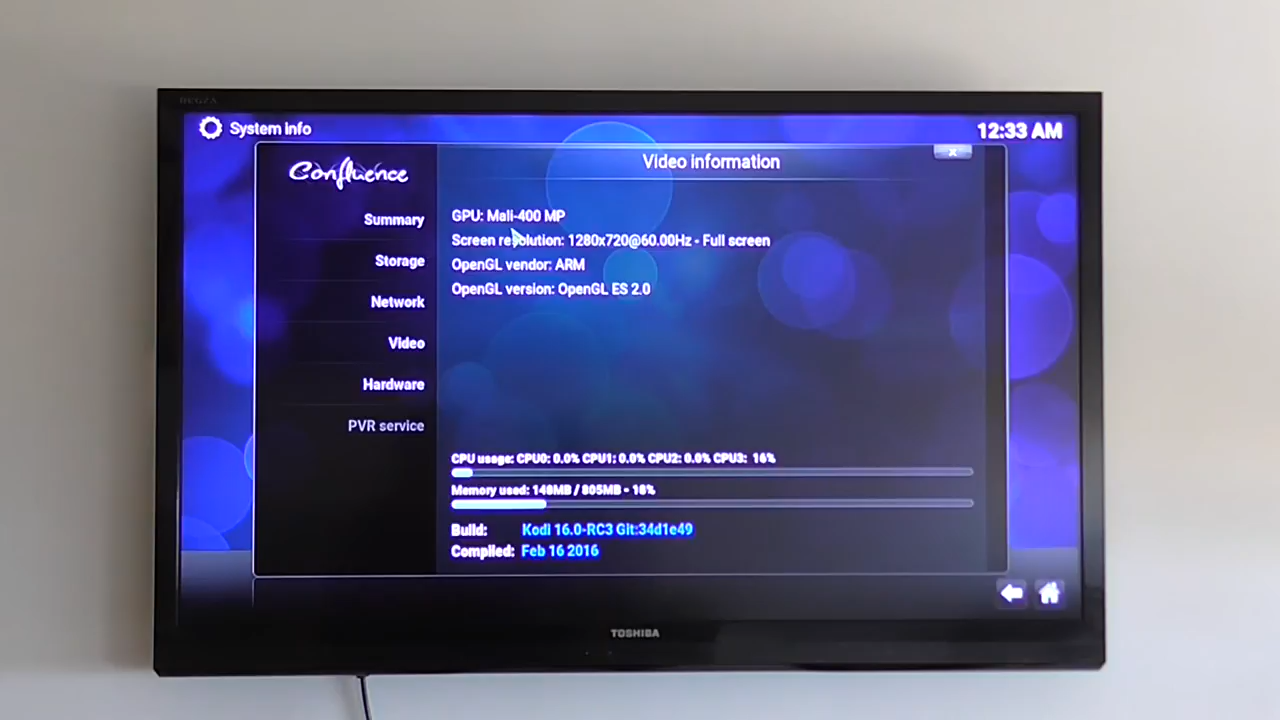 REGZA
System info
12:33 AM
Confluence
Video information
x
Summary
Storage
Network
Video
Hardware
PVR service
GPU: Mali-400 MP
Screen resolution: 1280x720@60.00Hz - Full screen
OpenGL vendor: ARM
OpenGL version: OpenGL ES 2.0
CPU usage: CPU0: 0.0% CPU1: 0.0% CPU2: 0.0% CPU3: 16%
Memory used: 148MB / 805MB - 18%
Build: Kodi 16.0-RC3 Git:34d1e49
Compiled: Feb 16 2016
TOSHIBA